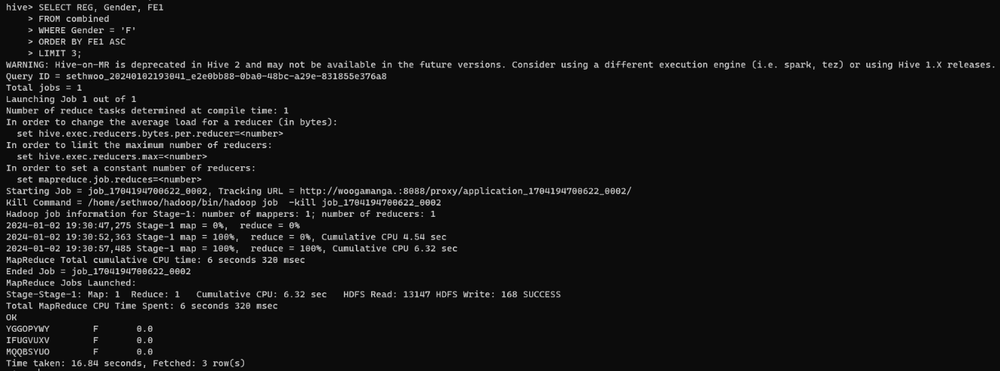 hive> SELECT REG, Gender, FE1
    > FROM combined
    > WHERE Gender = 'F'
    > ORDER BY FE1 ASC
    > LIMIT 3;
WARNING: Hive-on-MR is deprecated in Hive 2 and may not be available in the future versions. Consider using a different execution engine (i.e. spark, tez) or using Hive 1.X releases.
Query ID = sethwoo_20240102193041_e2e0bb88-0ba0-48bc-a29e-831855e376a8
Total jobs = 1
Launching Job 1 out of 1
Number of reduce tasks determined at compile time: 1
In order to change the average load for a reducer (in bytes):
  set hive.exec.reducers.bytes.per.reducer=<number>
In order to limit the maximum number of reducers:
  set hive.exec.reducers.max=<number>
In order to set a constant number of reducers:
  set mapreduce.job.reduces=<number>
Starting Job = job_1704194700622_0002, Tracking URL = http://woogamanga.:8088/proxy/application_1704194700622_0002/
Kill Command = /home/sethwoo/hadoop/bin/hadoop job  -kill job_1704194700622_0002
Hadoop job information for Stage-1: number of mappers: 1; number of reducers: 1
2024-01-02 19:30:47,275 Stage-1 map = 0%,  reduce = 0%
2024-01-02 19:30:52,363 Stage-1 map = 100%,  reduce = 0%, Cumulative CPU 4.54 sec
2024-01-02 19:30:57,485 Stage-1 map = 100%,  reduce = 100%, Cumulative CPU 6.32 sec
MapReduce Total cumulative CPU time: 6 seconds 320 msec
Ended Job = job_1704194700622_0002
MapReduce Jobs Launched:
Stage-Stage-1: Map: 1  Reduce: 1   Cumulative CPU: 6.32 sec   HDFS Read: 13147 HDFS Write: 168 SUCCESS
Total MapReduce CPU Time Spent: 6 seconds 320 msec
OK
YGGOPYWY        F       0.0
IFUGVUXV        F       0.0
MQQBSYUO        F       0.0
Time taken: 16.84 seconds, Fetched: 3 row(s)